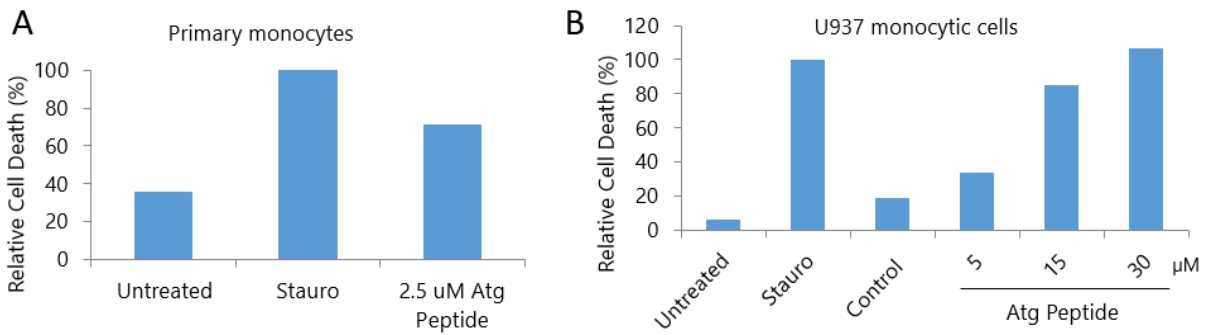 A
Primary monocytes
Relative Cell Death (%)
100
80
60
40
20
0
Untreated
Stauro
2.5 uM Atg
Peptide
B
U937 monocytic cells
Relative Cell Death (%)
120
100
80
60
40
20
0
Untreated
Stauro
Control
5
15
30
µM
Atg Peptide